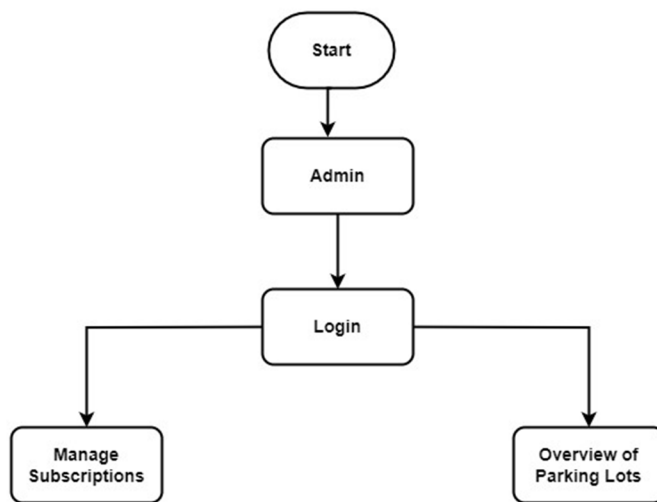 Start
Admin
Login
Manage
Subscriptions
Overview of
Parking Lots